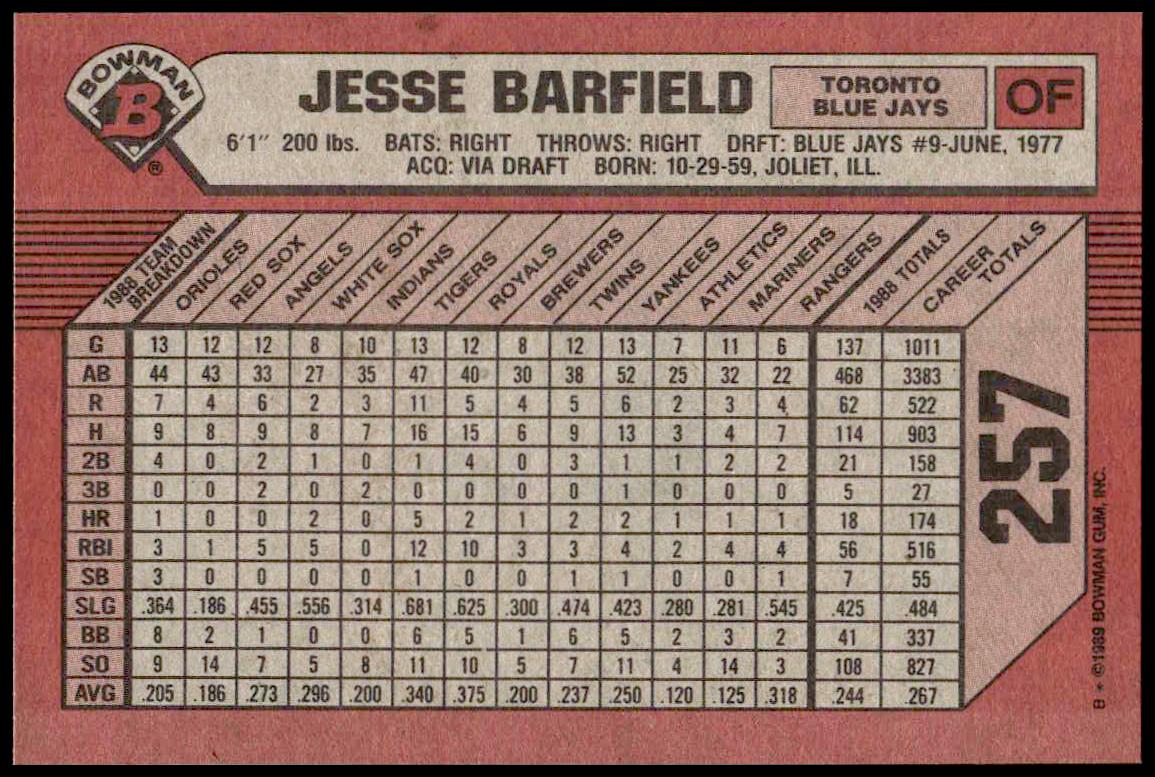 BOWMAN
B
®
JESSE BARFIELD
TORONTO
BLUE JAYS
OF
6'1" 200 lbs. BATS: RIGHT THROWS: RIGHT DRFT: BLUE JAYS #9-JUNE, 1977
ACQ: VIA DRAFT BORN: 10-29-59, JOLIET, ILL.
1988 TEAM BREAKDOWN ORIOLES RED SOX ANGELS WHITE SOX INDIANS TIGERS ROYALS BREWERS TWINS YANKEES ATHLETICS MARINERS RANGERS 1988 TOTALS CAREER TOTALS
G 13 12 12 8 10 13 12 8 12 13 7 11 6 137 1011
AB 44 43 33 27 35 47 40 30 38 52 25 32 22 468 3383
R 7 4 6 2 3 11 5 4 5 6 2 3 4 62 522
H 9 8 9 8 7 16 15 6 9 13 3 4 7 114 903
2B 4 0 2 1 0 1 4 0 3 1 1 2 2 21 158
3B 0 0 2 0 2 0 0 0 0 1 0 0 0 5 27
HR 1 0 0 2 0 5 2 1 2 2 1 1 1 18 174
RBI 3 1 5 5 0 12 10 3 3 4 2 4 4 56 516
SB 3 0 0 0 0 1 0 0 1 1 0 0 1 7 55
SLG .364 .186 .455 .556 .314 .681 .625 .300 .474 .423 .280 .281 .545 .425 .484
BB 8 2 1 0 0 6 5 1 6 5 2 3 2 41 337
SO 9 14 7 5 8 11 10 5 7 11 4 14 3 108 827
AVG .205 .186 .273 .296 .200 .340 .375 .200 .237 .250 .120 .125 .318 .244 .267
257
B * ©1989 BOWMAN GUM, INC.